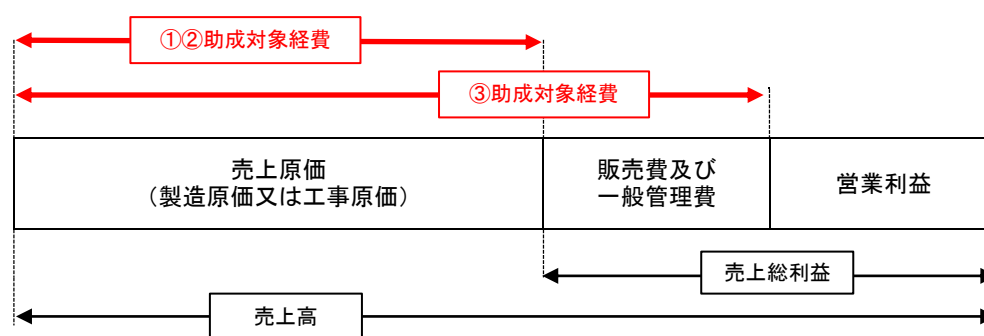 ①②助成対象経費
③助成対象経費
売上原価
（製造原価又は工事原価）
販売費及び
一般管理費
営業利益
売上総利益
売上高